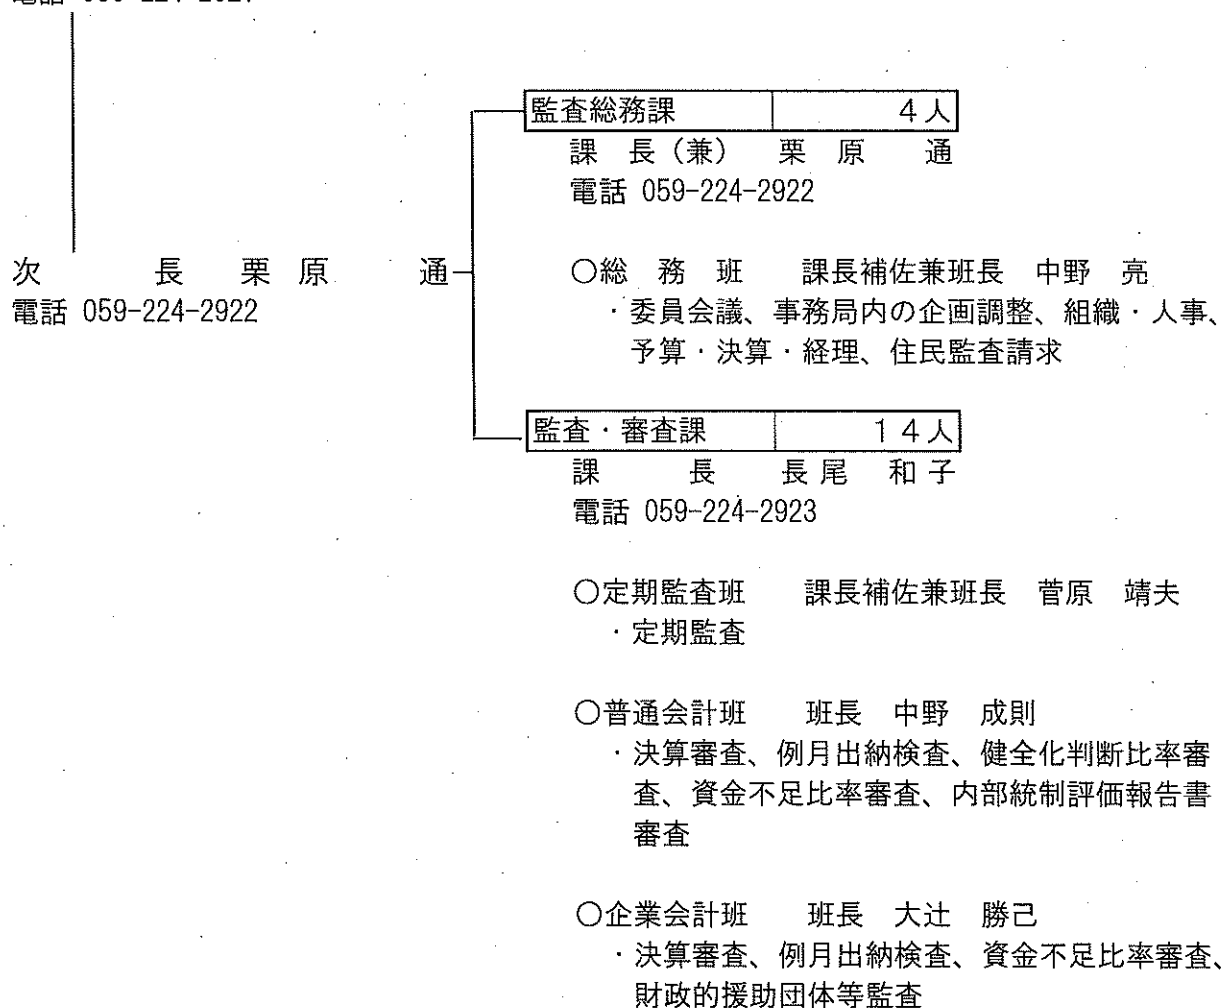 監査総務課 4人
課 長（兼） 栗 原 通
電話 059-224-2922
次 長 栗 原 通
電話 059-224-2922
○総 務 班 課長補佐兼班長 中野 亮
・委員会議、事務局内の企画調整、組織・人事、
予算・決算・経理、住民監査請求
監査・審査課 14人
課 長 長尾 和子
電話 059-224-2923
○定期監査班 課長補佐兼班長 菅原 靖夫
・定期監査
○普通会計班 班長 中野 成則
・決算審査、例月出納検査、健全化判断比率審
査、資金不足比率審査、内部統制評価報告書
審査
○企業会計班 班長 大辻 勝己
・決算審査、例月出納検査、資金不足比率審査、
財政的援助団体等監査